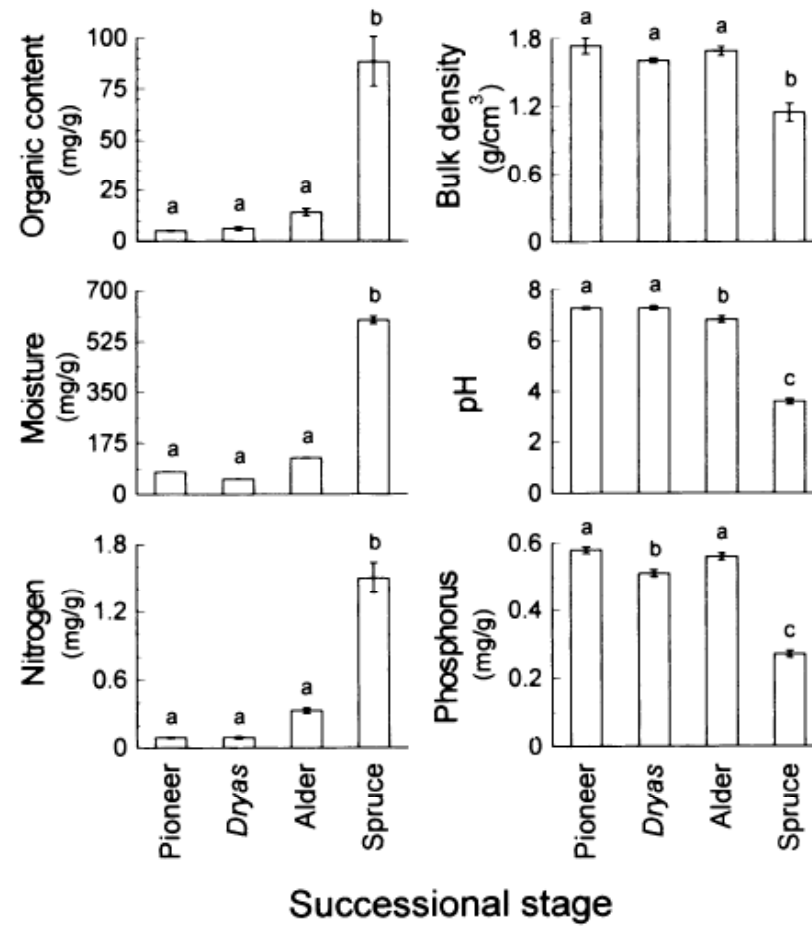 Organic content
(mg/g)
100
75
50
25
0
a
a
a
b
Bulk density
(g/cm³)
1.8
1.2
0.6
0
a
a
a
b
Moisture
(mg/g)
700
525
350
175
0
a
a
a
b
pH
8
6
4
2
0
a
a
b
c
Nitrogen
(mg/g)
1.8
1.2
0.6
0
a
a
a
b
Phosphorus
(mg/g)
0.6
0.4
0.2
0
a
b
a
c
Pioneer
Dryas
Alder
Spruce
Pioneer
Dryas
Alder
Spruce
Successional stage